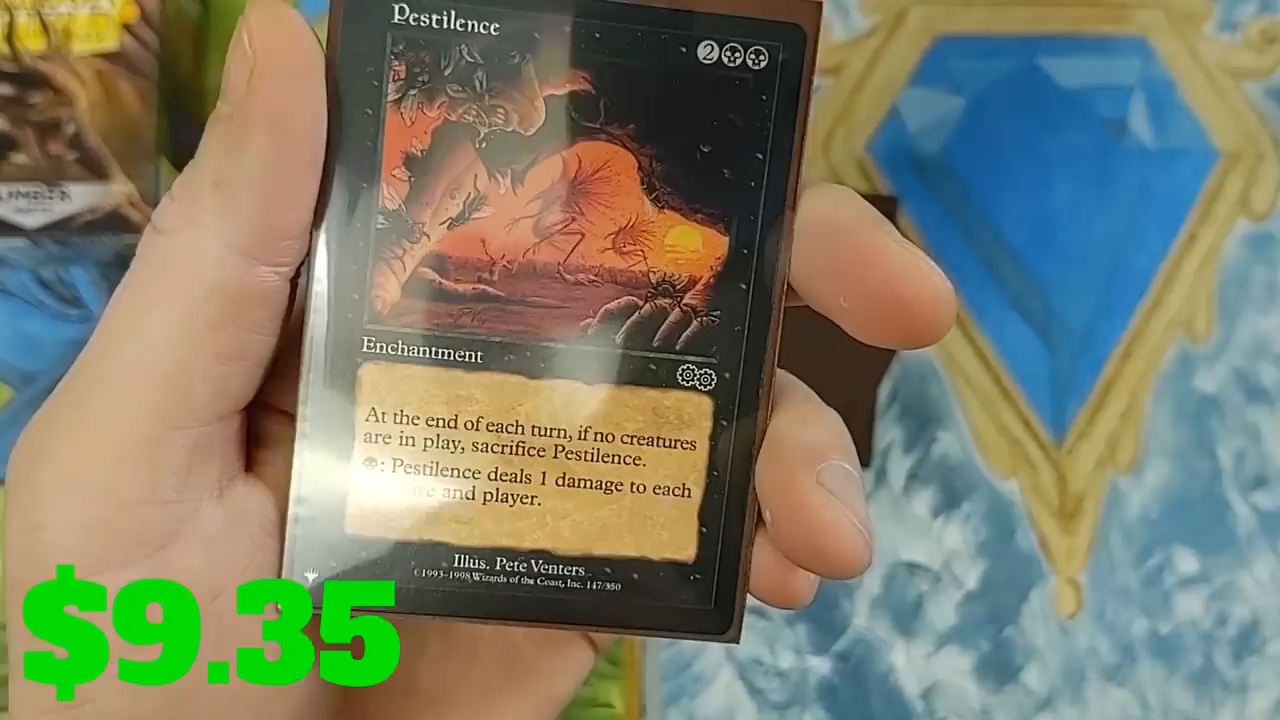 Pestilence
2
Enchantment
At the end of each turn, if no creatures
are in play, sacrifice Pestilence.
: Pestilence deals 1 damage to each
and player.
Illus. Pete Venters
©1993-1998 Wizards of the Coast, Inc. 147/350
$9.35